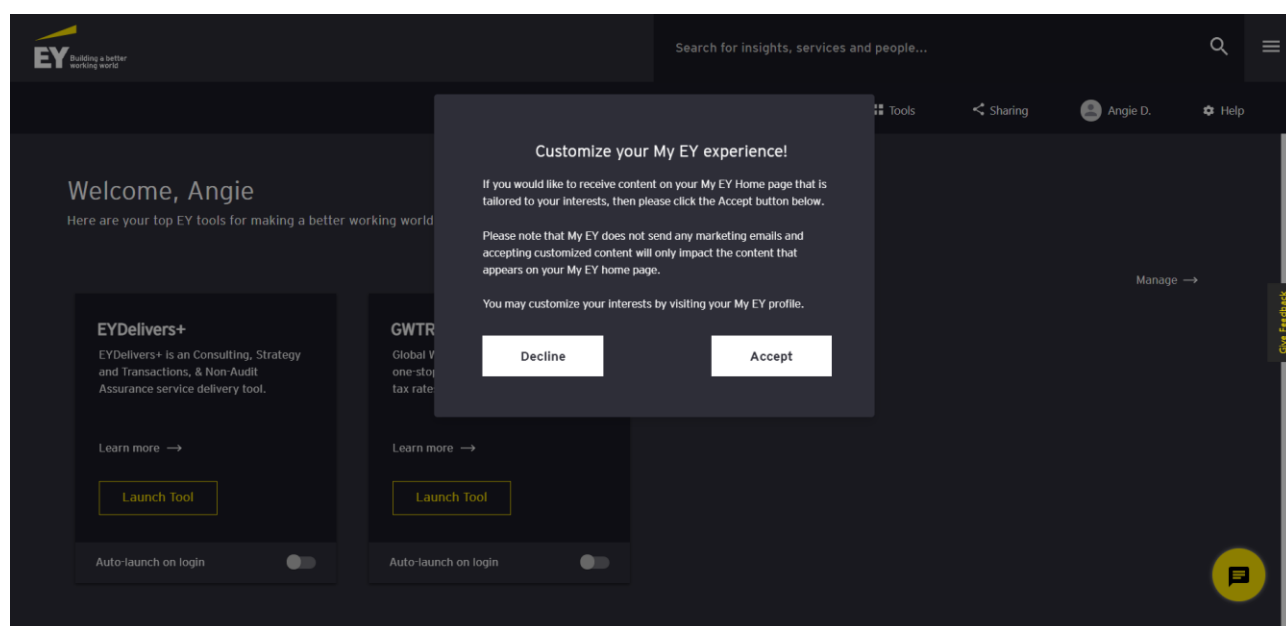 EY
Building a better
working world
Search for insights, services and people...
Tools
Sharing
Angie D.
Help
Welcome, Angie
Here are your top EY tools for making a better working world
Manage →
Customize your My EY experience!
If you would like to receive content on your My EY Home page that is
tailored to your interests, then please click the Accept button below.
Please note that My EY does not send any marketing emails and
accepting customized content will only impact the content that
appears on your My EY home page.
You may customize your interests by visiting your My EY profile.
Decline
Accept
EYDelivers+
EYDelivers+ is an Consulting, Strategy
and Transactions, & Non-Audit
Assurance service delivery tool.
Learn more →
Launch Tool
Auto-launch on login
GWTR
Global
one-stop
tax rate
Learn more →
Launch Tool
Auto-launch on login
Give Feedback